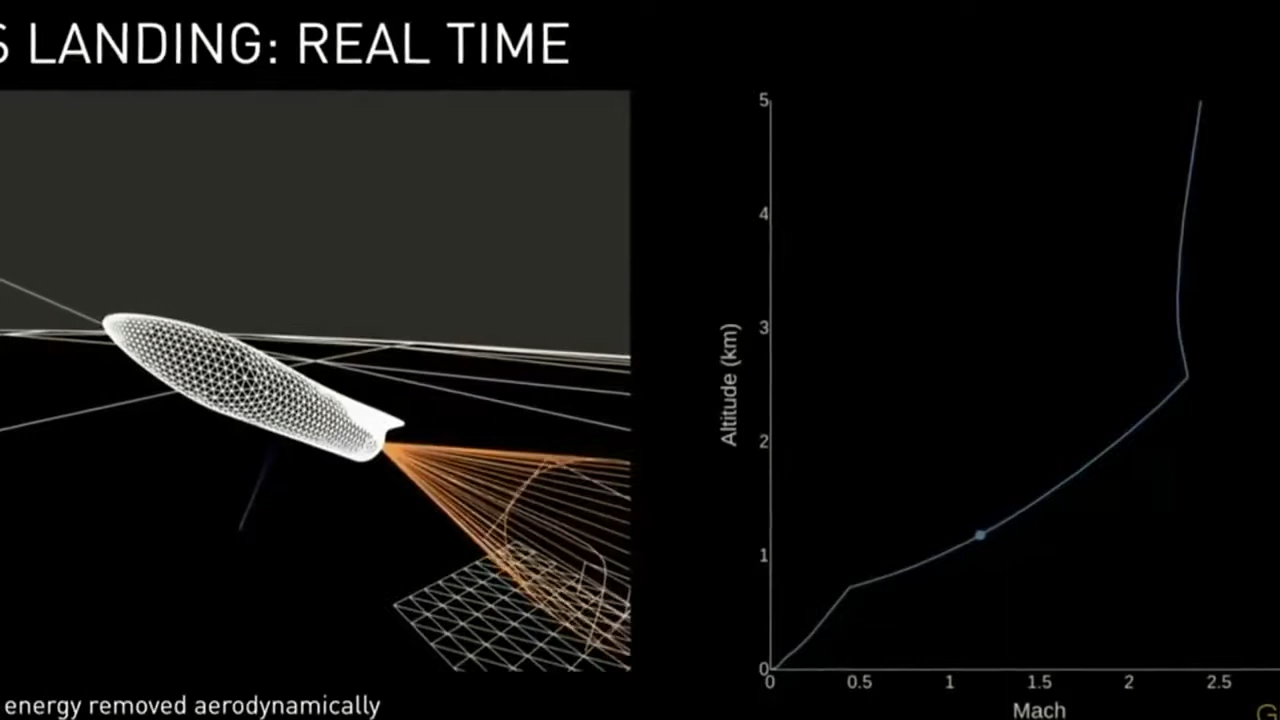 S LANDING: REAL TIME
5
4
3
2
1
0
Altitude (km)
0 0.5 1 1.5 2 2.5
Mach
energy removed aerodynamically
G